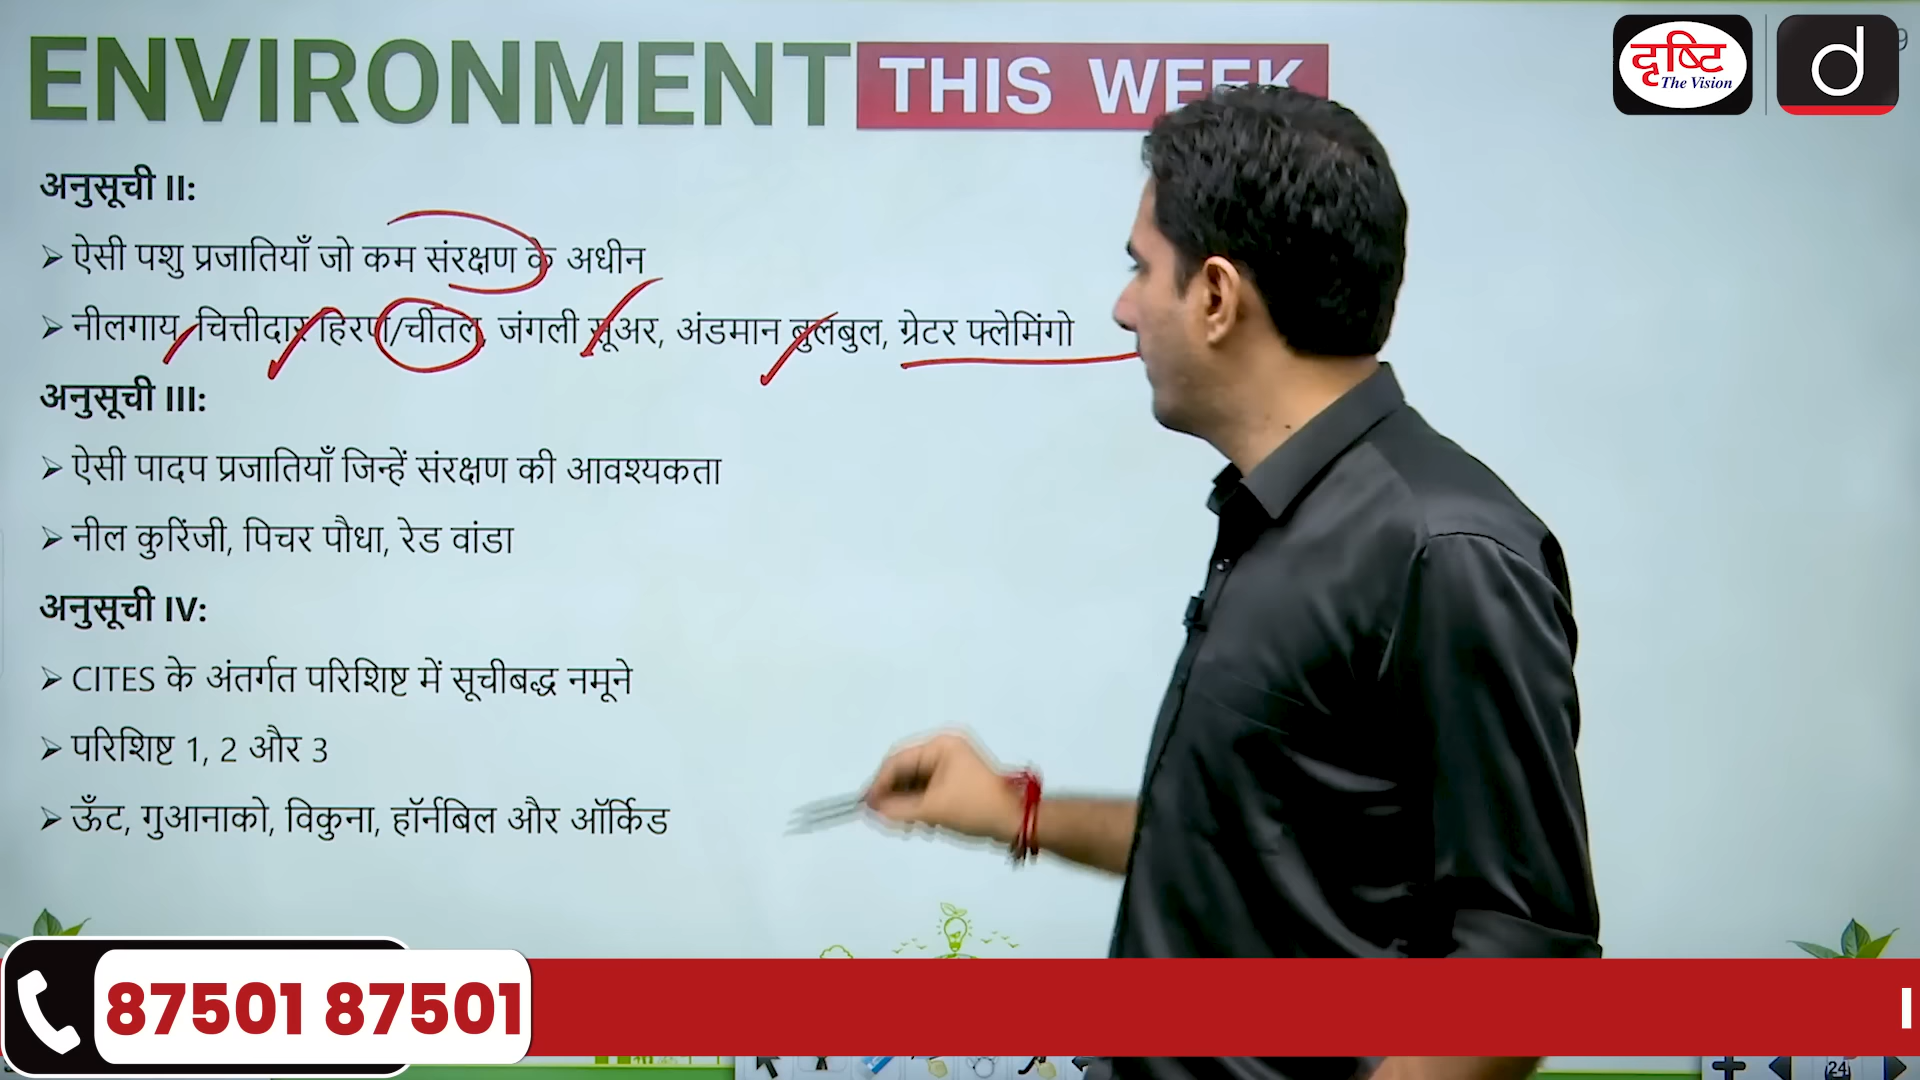 ENVIRONMENT THIS WEEK
दृष्टि
The Vision
d
अनुसूची II:
➢ ऐसी पशु प्रजातियाँ जो कम संरक्षण के अधीन
➢ नीलगाय, चित्तीदार हिरण/चीतल, जंगली सूअर, अंडमान बुलबुल, ग्रेटर फ्लेमिंगो
अनुसूची III:
➢ ऐसी पादप प्रजातियाँ जिन्हें संरक्षण की आवश्यकता
➢ नील कुरिंजी, पिचर पौधा, रेड वांडा
अनुसूची IV:
➢ CITES के अंतर्गत परिशिष्ट में सूचीबद्ध नमूने
➢ परिशिष्ट 1, 2 और 3
➢ ऊँट, गुआनाको, विकुना, हॉर्नबिल और ऑर्किड
87501 87501
24